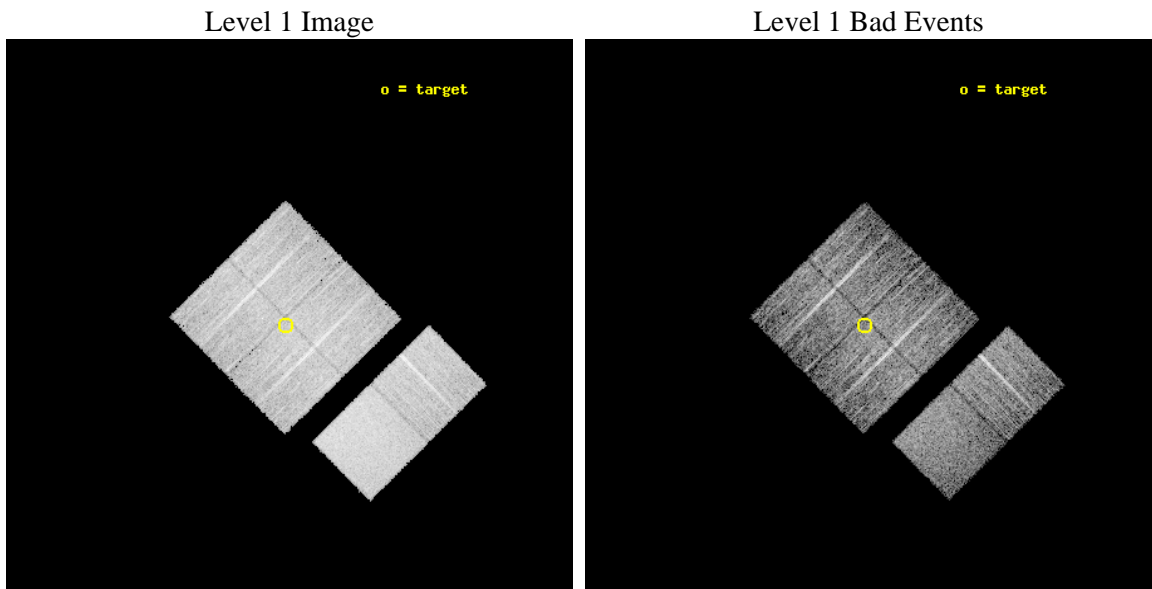 Level 1 Image
Level 1 Bad Events
o = target
o = target